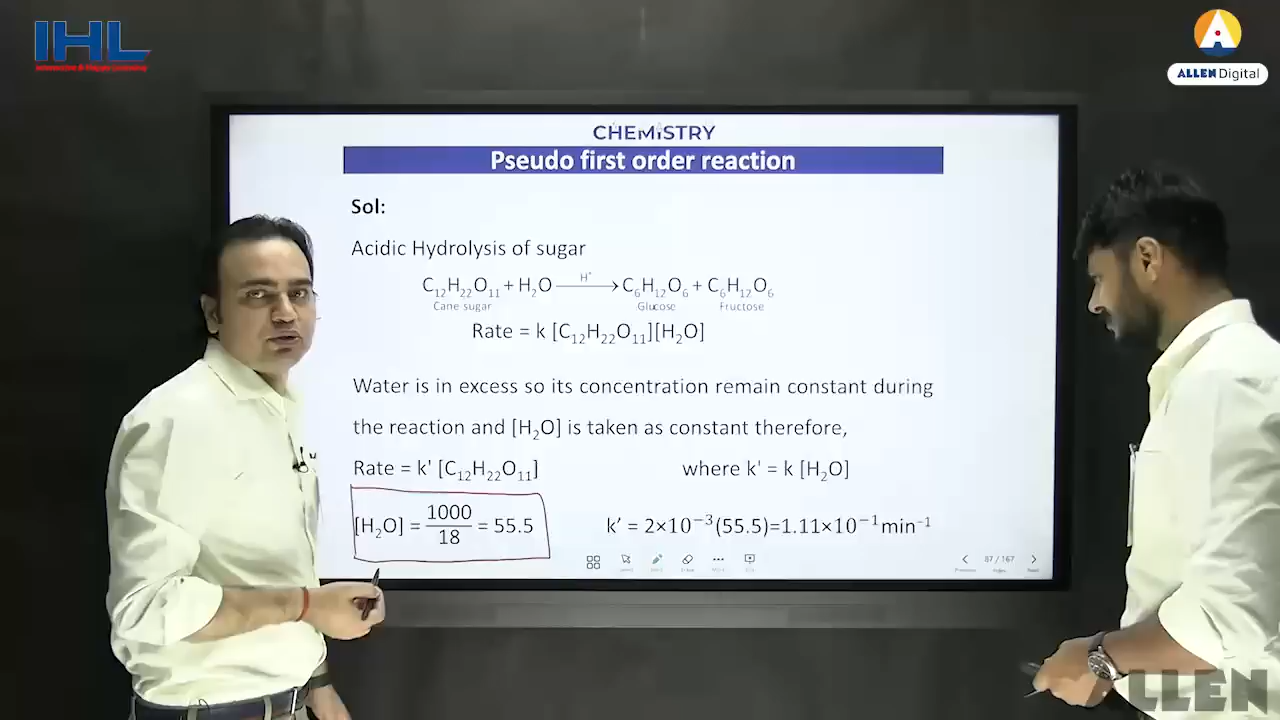 IHL
ALLEN Digital
CHEMISTRY
Pseudo first order reaction
Sol:
Acidic Hydrolysis of sugar
C₁₂H₂₂O₁₁ + H₂O —H⁺→ C₆H₁₂O₆ + C₆H₁₂O₆
Cane sugar Glucose Fructose
Rate = k [C₁₂H₂₂O₁₁][H₂O]
Water is in excess so its concentration remain constant during
the reaction and [H₂O] is taken as constant therefore,
Rate = k' [C₁₂H₂₂O₁₁] where k' = k [H₂O]
[H₂O] = 1000/18 = 55.5 k′ = 2×10⁻³(55.5)=1.11×10⁻¹min⁻¹
87 / 167
ALLEN